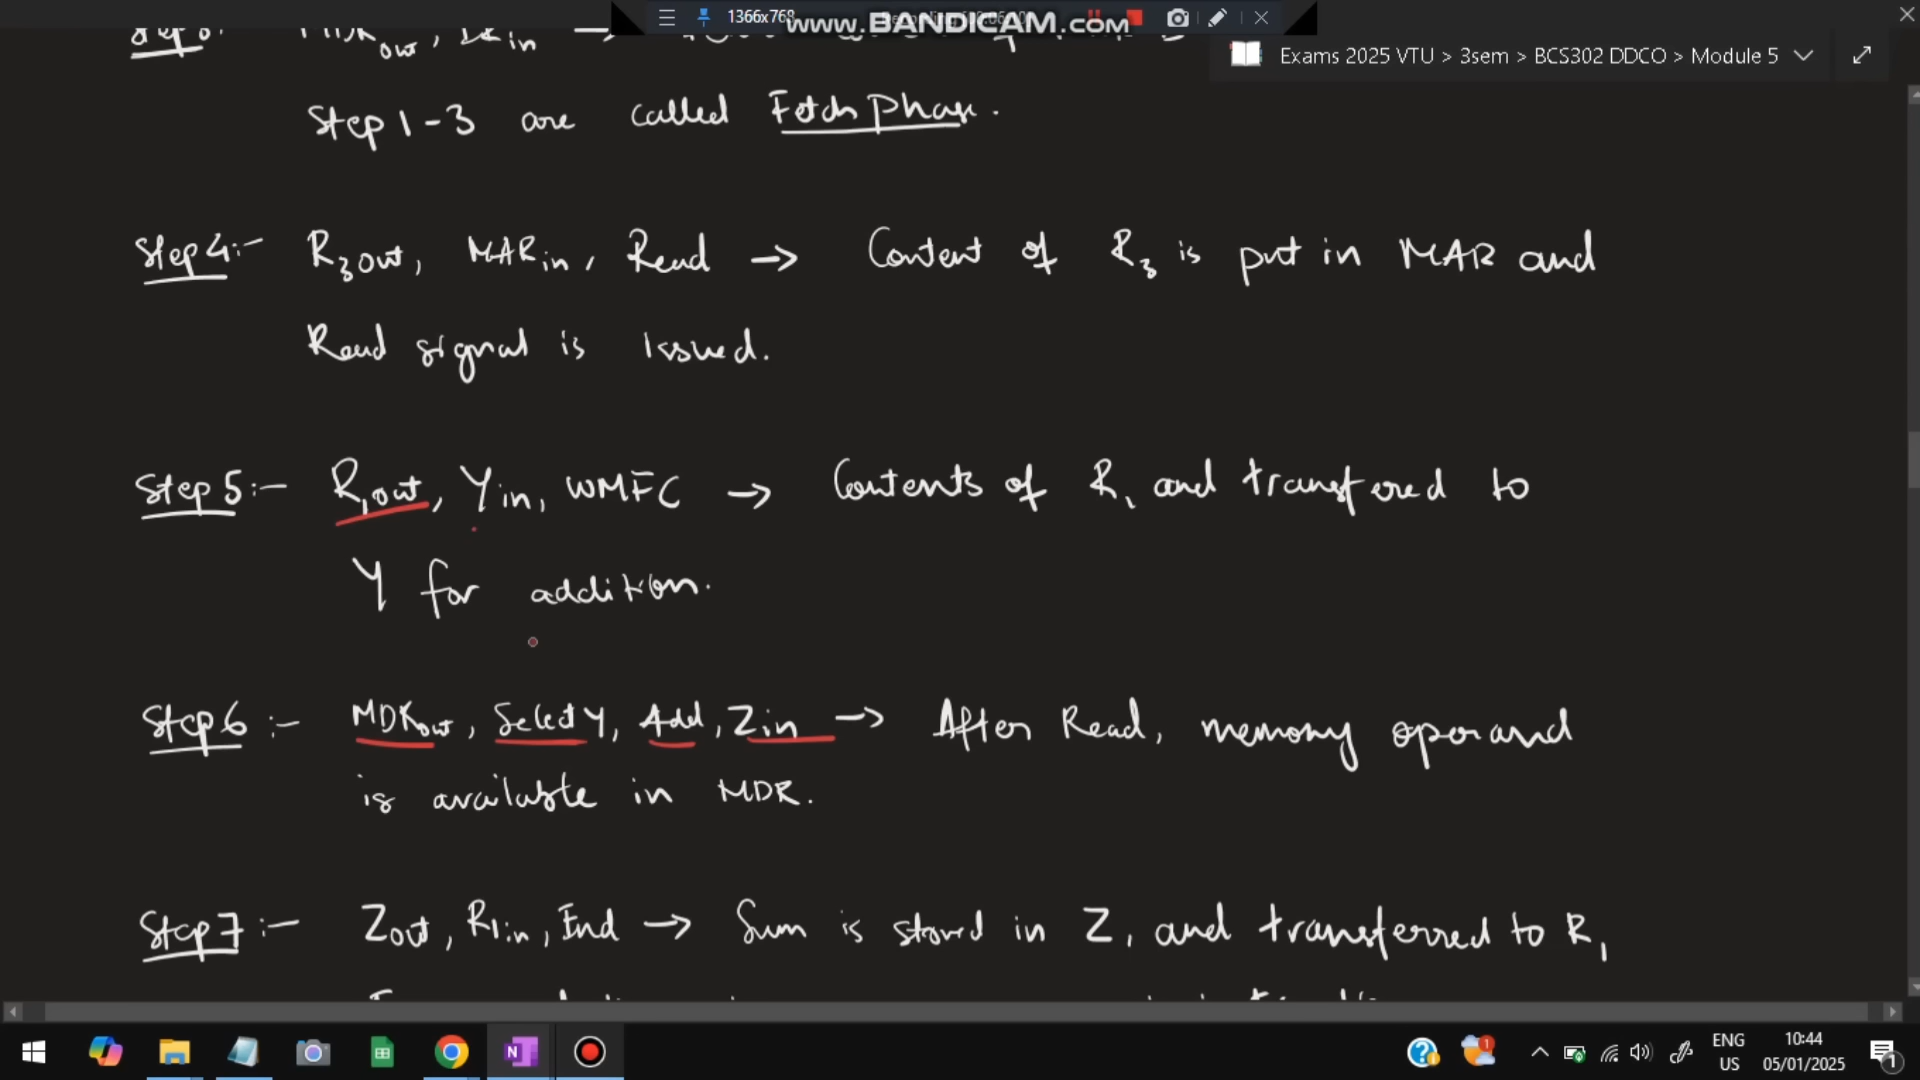 1366x768
www.BANDICAM.com
Exams 2025 VTU > 3sem > BCS302 DDCO > Module 5
out, in →
Step 1-3 are called Fetch Phase.
Step 4:- R3out, MARin, Read → Content of R3 is put in MAR and
Read signal is issued.
Step 5:- R1out, Yin, WMFC → Contents of R1 and transferred to
Y for addition.
Step 6:- MDRout, Select Y, Add, Zin → After Read, memory operand
is available in MDR.
Step 7:- Zout, R1in, End → Sum is stored in Z, and transferred to R1
ENG
US
10:44
05/01/2025